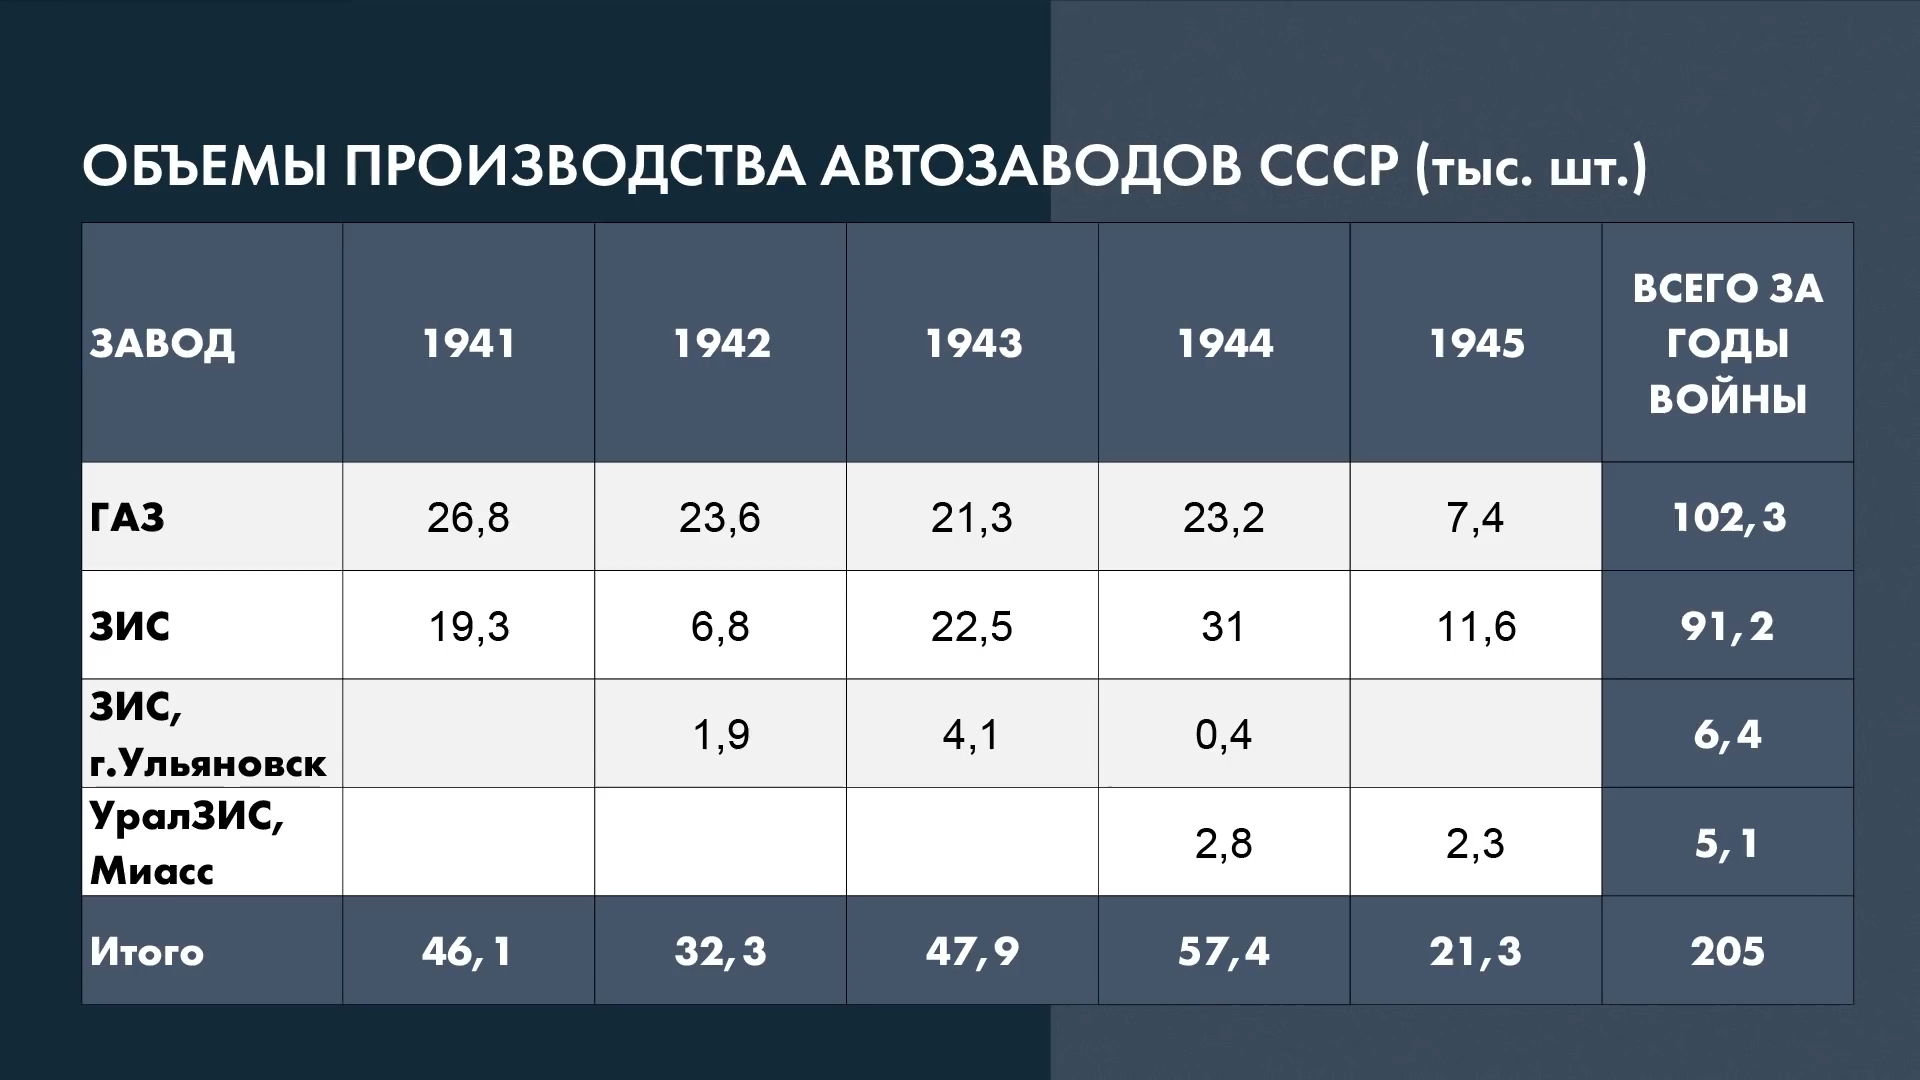 ОБЪЕМЫ ПРОИЗВОДСТВА АВТОЗАВОДОВ СССР (тыс. шт.)
ЗАВОД 1941 1942 1943 1944 1945 ВСЕГО ЗА
ГОДЫ
ВОЙНЫ
ГАЗ 26,8 23,6 21,3 23,2 7,4 102,3
ЗИС 19,3 6,8 22,5 31 11,6 91,2
ЗИС,
г.Ульяновск 1,9 4,1 0,4 6,4
УралЗИС,
Миасс 2,8 2,3 5,1
Итого 46,1 32,3 47,9 57,4 21,3 205